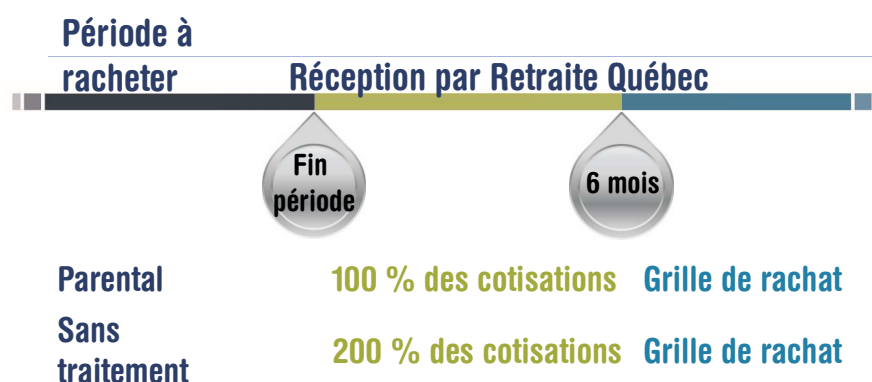 Période à
racheter
Réception par Retraite Québec
Fin
période
6 mois
Parental
100 % des cotisations
Grille de rachat
Sans
traitement
200 % des cotisations
Grille de rachat